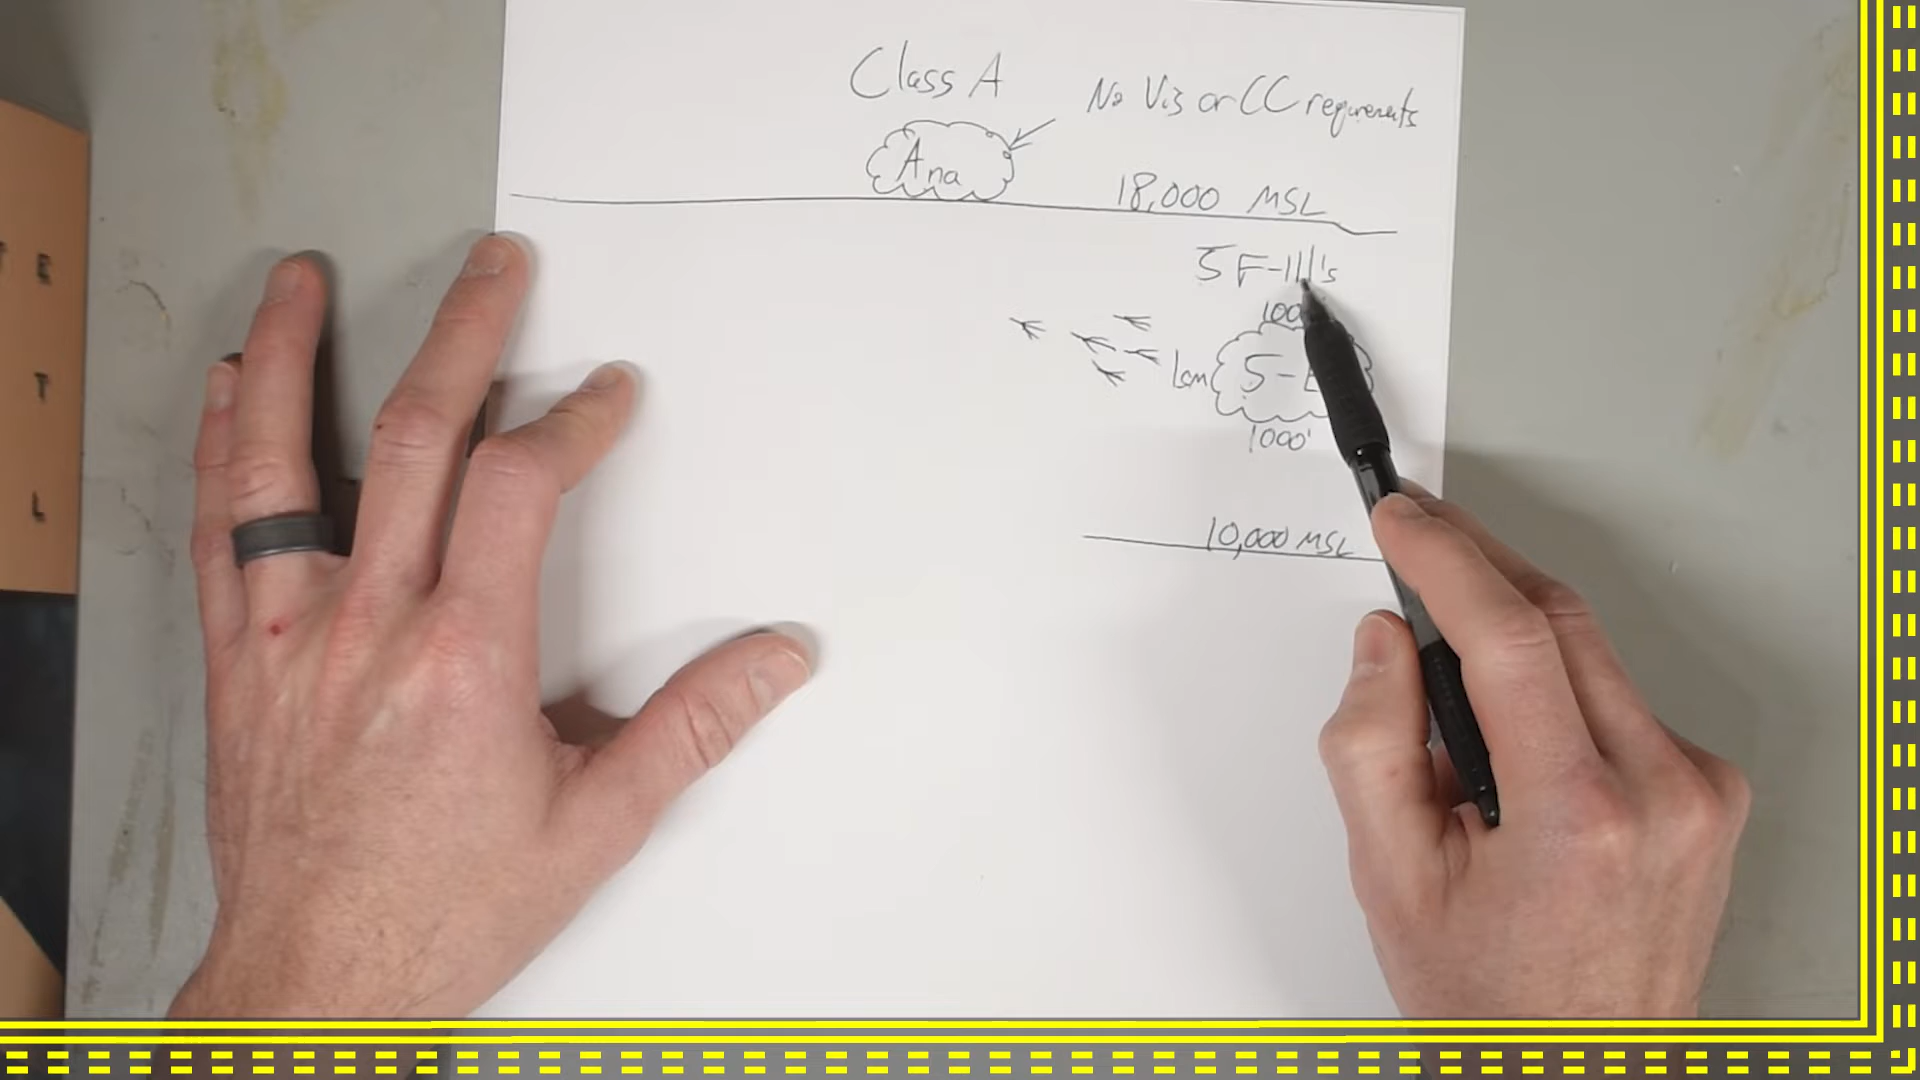 Class A
No Vis or CC requirements
Ana
18,000 MSL
5 F-111's
1sm
1000'
10,000 MSL
E
T
L